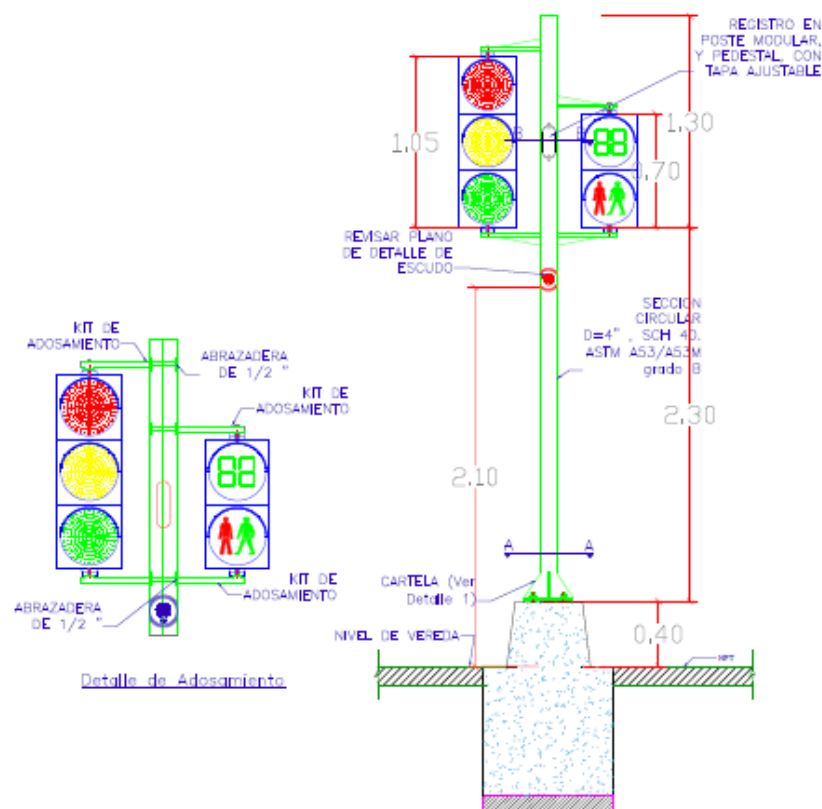 REGISTRO EN
POSTE MODULAR,
Y PEDESTAL, CON
TAPA AJUSTABLE
1,05
B
B
88
1,30
0,70
REVISAR PLANO
DE DETALLE DE
ESCUDO
SECCION
CIRCULAR
D=4" , SCH 40.
ASTM A53/A53M
grado B
2,30
2,10
A
A
CARTELA (Ver
Detalle 1)
NIVEL DE VEREDA
0,40
NPT
KIT DE
ADOSAMIENTO
ABRAZADERA
DE 1/2 "
KIT DE
ADOSAMIENTO
88
KIT DE
ADOSAMIENTO
ABRAZADERA
DE 1/2 "
Detalle de Adosamiento